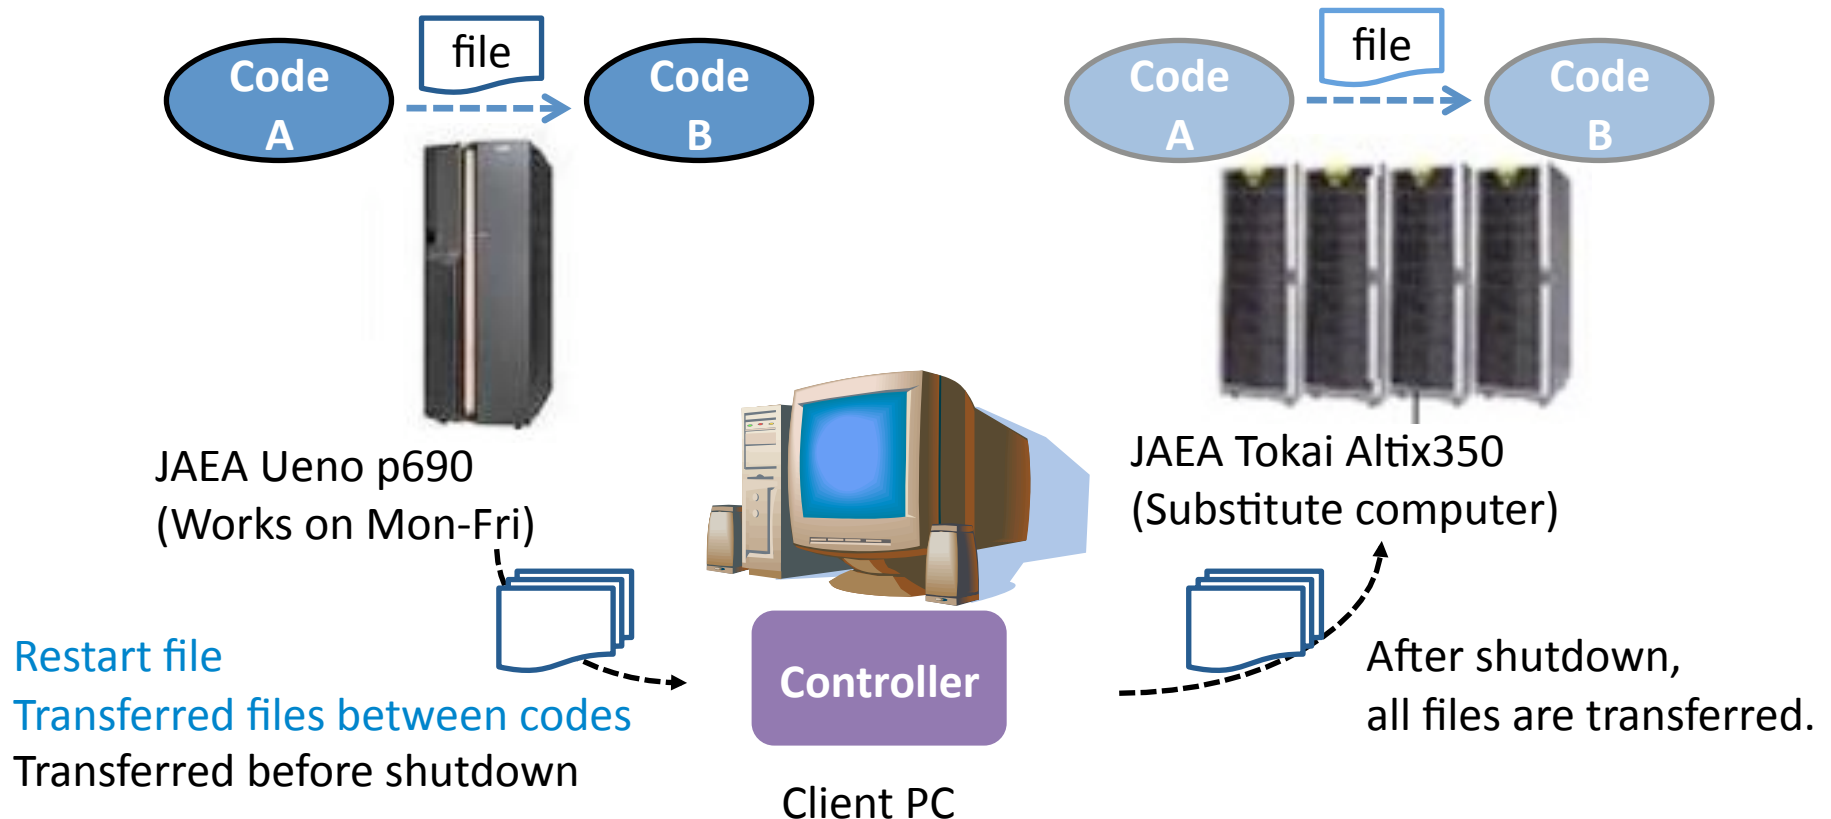 file
Code
A
Code
B
file
Code
A
Code
B
JAEA Ueno p690
(Works on Mon-Fri)
JAEA Tokai Altix350
(Substitute computer)
Restart file
Transferred files between codes
Transferred before shutdown
Controller
Client PC
After shutdown,
all files are transferred.